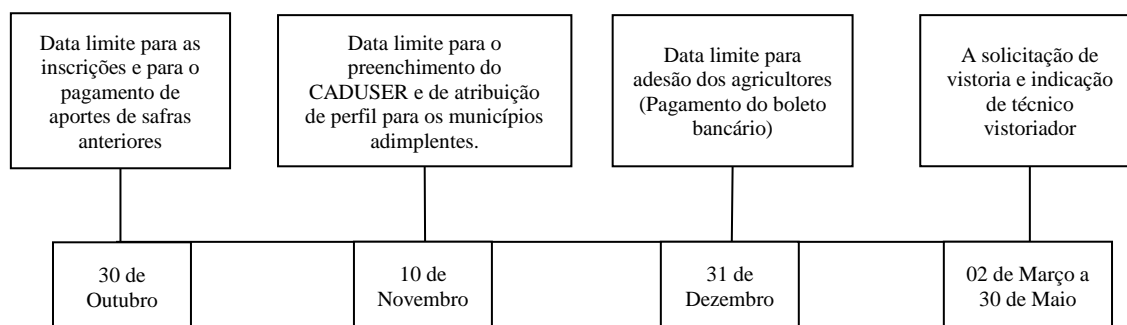 Data limite para as
inscrições e para o
pagamento de
aportes de safras
anteriores
Data limite para o
preenchimento do
CADUSER e de atribuição
de perfil para os municípios
adimplentes.
Data limite para
adesão dos agricultores
(Pagamento do boleto
bancário)
A solicitação de
vistoria e indicação
de técnico
vistoriador
30 de
Outubro
10 de
Novembro
31 de
Dezembro
02 de Março a
30 de Maio